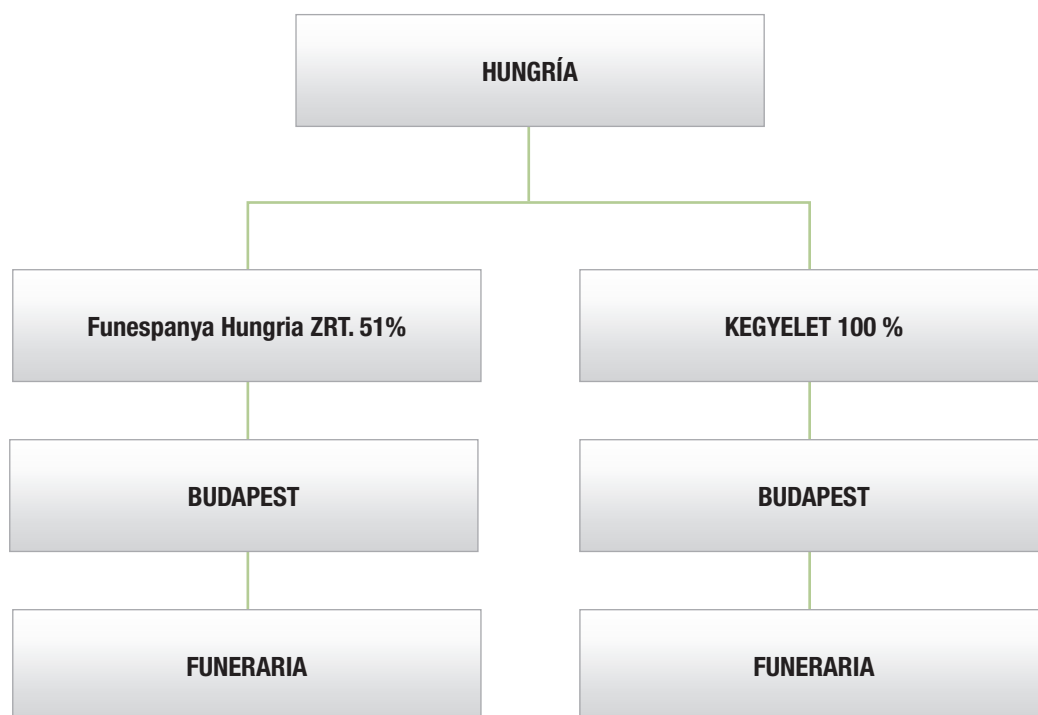 HUNGRÍA
Funespanya Hungria ZRT. 51%
KEGYELET 100 %
BUDAPEST
BUDAPEST
FUNERARIA
FUNERARIA